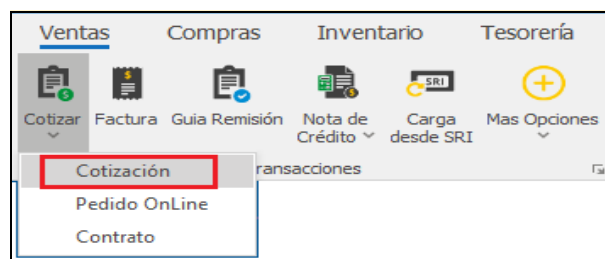 Ventas Compras Inventario Tesorería
Cotizar Factura Guia Remisión Nota de Crédito SRI Carga desde SRI Mas Opciones
Cotización ransacciones
Pedido OnLine
Contrato